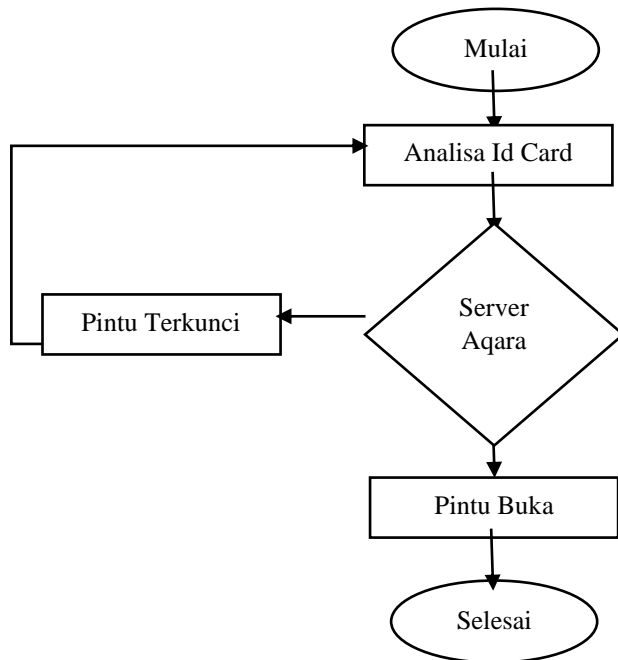 Mulai
Analisa Id Card
Server
Aqara
Pintu Terkunci
Pintu Buka
Selesai